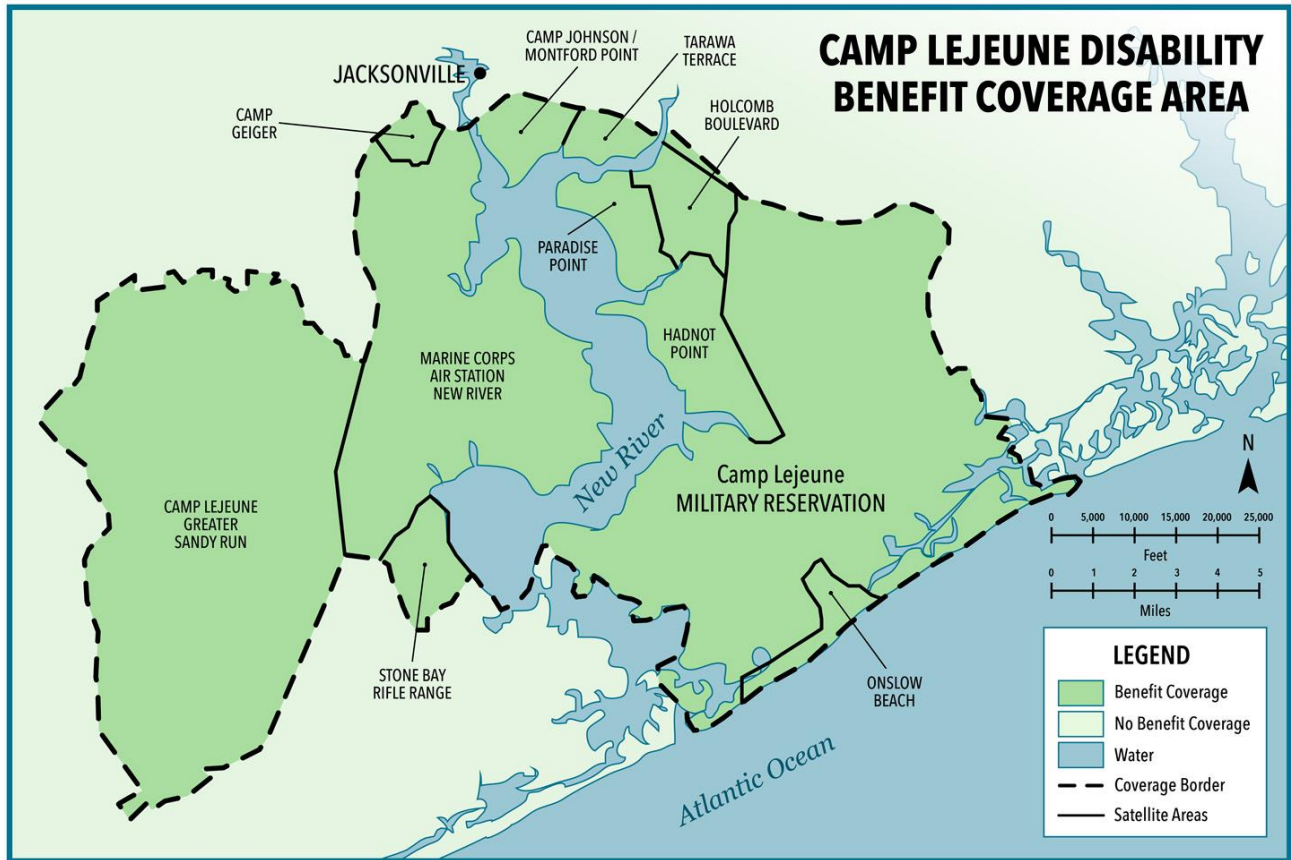 CAMP LEJEUNE DISABILITY
BENEFIT COVERAGE AREA
JACKSONVILLE
CAMP JOHNSON /
MONTFORD POINT
TARAWA
TERRACE
HOLCOMB
BOULEVARD
CAMP
GEIGER
PARADISE
POINT
HADNOT
POINT
MARINE CORPS
AIR STATION
NEW RIVER
New River
Camp Lejeune
MILITARY RESERVATION
CAMP LEJEUNE
GREATER
SANDY RUN
STONE BAY
RIFLE RANGE
ONSLOW
BEACH
Atlantic Ocean
N
0 5,000 10,000 15,000 20,000 25,000
Feet
0 1 2 3 4 5
Miles
LEGEND
Benefit Coverage
No Benefit Coverage
Water
Coverage Border
Satellite Areas